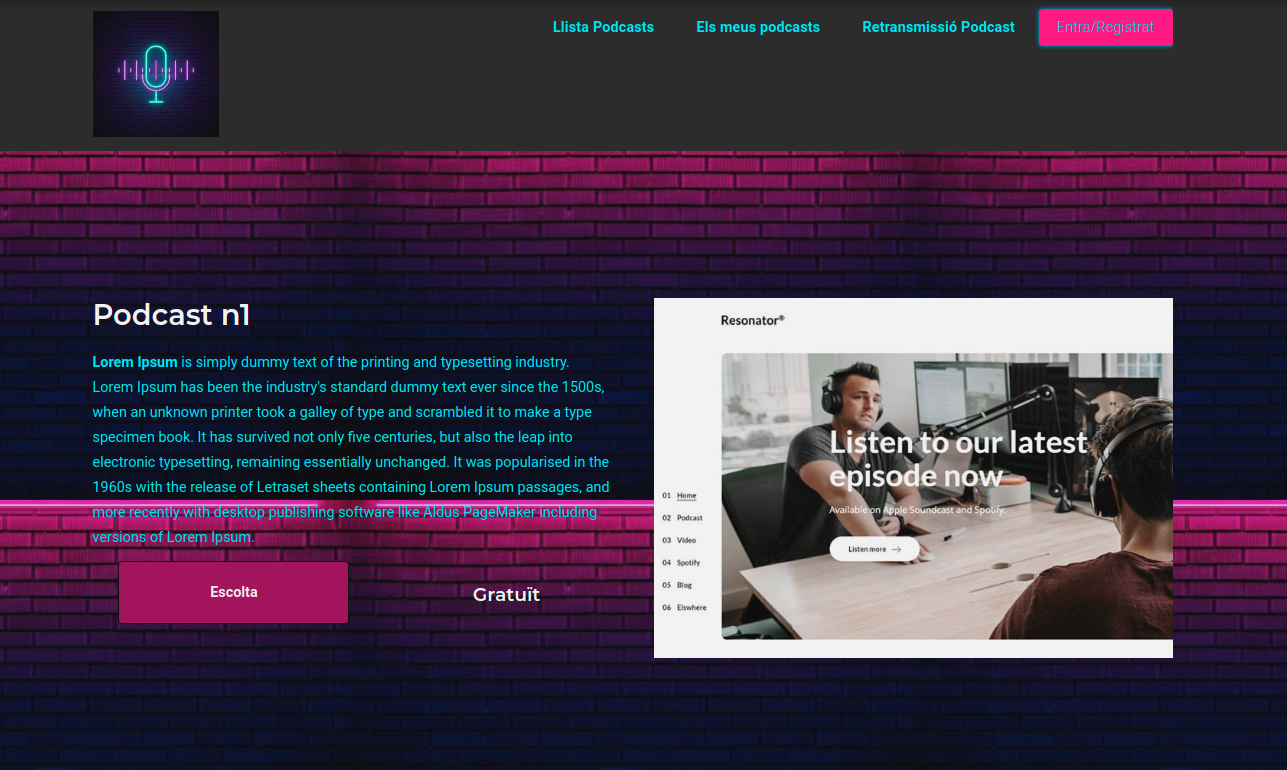 Llista Podcasts
Els meus podcasts
Retransmissió Podcast
Entra/Registrat
Podcast n1
Lorem Ipsum is simply dummy text of the printing and typesetting industry.
Lorem Ipsum has been the industry's standard dummy text ever since the 1500s,
when an unknown printer took a galley of type and scrambled it to make a type
specimen book. It has survived not only five centuries, but also the leap into
electronic typesetting, remaining essentially unchanged. It was popularised in the
1960s with the release of Letraset sheets containing Lorem Ipsum passages, and
more recently with desktop publishing software like Aldus PageMaker including
versions of Lorem Ipsum.
Escolta
Gratuït
Resonator®
Listen to our latest
episode now
Available on Apple Soundcast and Spotify.
Listen more →
01 Home
02 Podcast
03 Video
04 Spotify
05 Blog
06 Elswhere